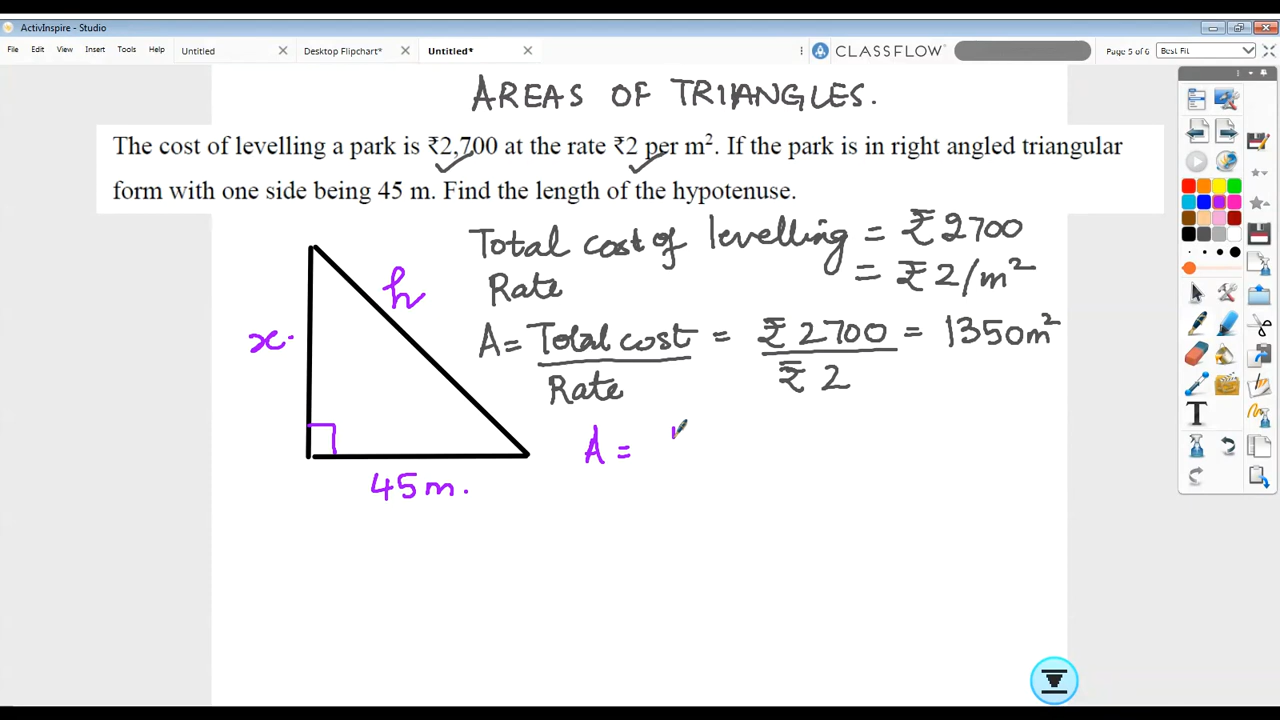 ActivInspire - Studio
File Edit View Insert Tools Help Untitled Desktop Flipchart* Untitled* CLASSFLOW Page 5 of 6 Best Fit
AREAS OF TRIANGLES.
The cost of levelling a park is ₹2,700 at the rate ₹2 per m². If the park is in right angled triangular
form with one side being 45 m. Find the length of the hypotenuse.
Total cost of levelling = ₹2700
Rate = ₹2/m²
h
x.
A = Total cost / Rate = ₹2700 / ₹2 = 1350m²
A =
45m.
T